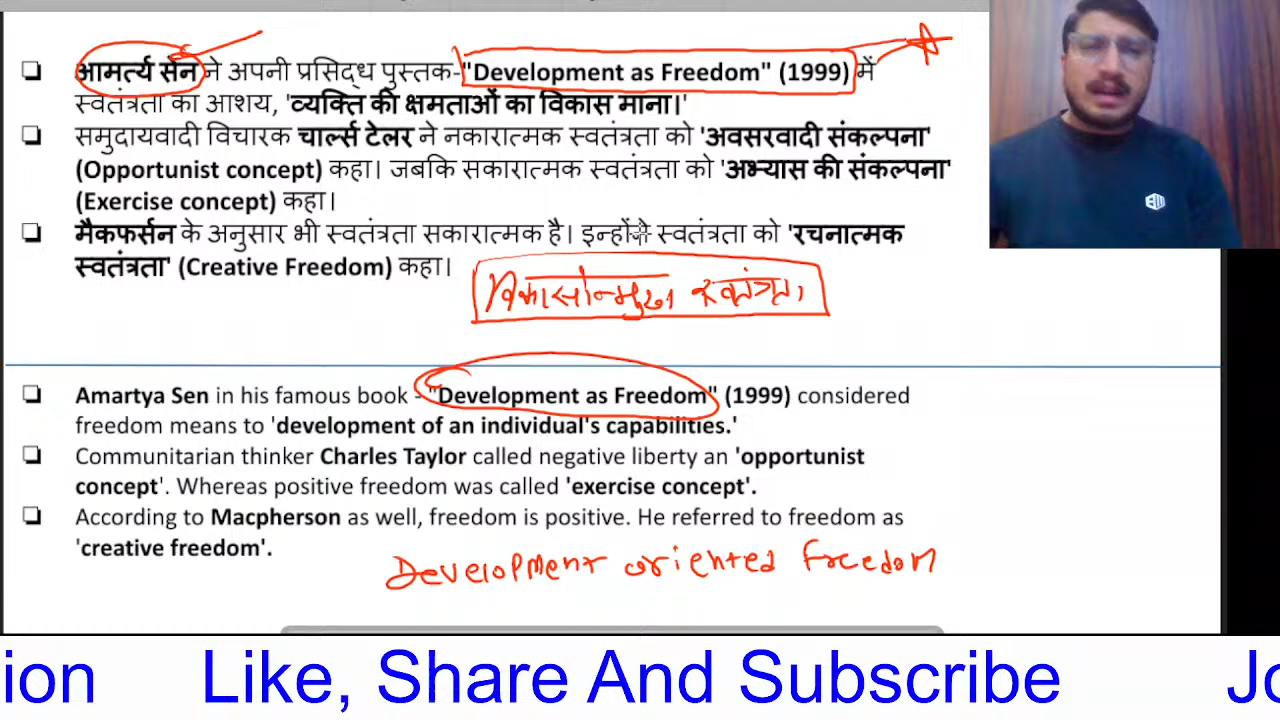 ❑ आमर्त्य सेन ने अपनी प्रसिद्ध पुस्तक- "Development as Freedom" (1999) में
स्वतंत्रता का आशय, 'व्यक्ति की क्षमताओं का विकास माना।'
❑ समुदायवादी विचारक चार्ल्स टेलर ने नकारात्मक स्वतंत्रता को 'अवसरवादी संकल्पना'
(Opportunist concept) कहा। जबकि सकारात्मक स्वतंत्रता को 'अभ्यास की संकल्पना'
(Exercise concept) कहा।
❑ मैकफर्सन के अनुसार भी स्वतंत्रता सकारात्मक है। इन्होंने स्वतंत्रता को 'रचनात्मक
स्वतंत्रता' (Creative Freedom) कहा।
विकासोन्मुख स्वतंत्रता
❑ Amartya Sen in his famous book - "Development as Freedom" (1999) considered
freedom means to 'development of an individual's capabilities.'
❑ Communitarian thinker Charles Taylor called negative liberty an 'opportunist
concept'. Whereas positive freedom was called 'exercise concept'.
❑ According to Macpherson as well, freedom is positive. He referred to freedom as
'creative freedom'.
Development oriented freedom
ion Like, Share And Subscribe Jo